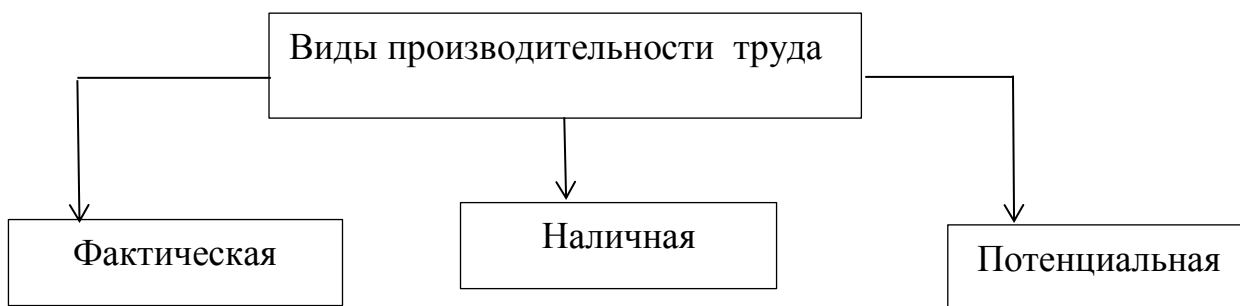 Виды производительности труда
Фактическая
Наличная
Потенциальная